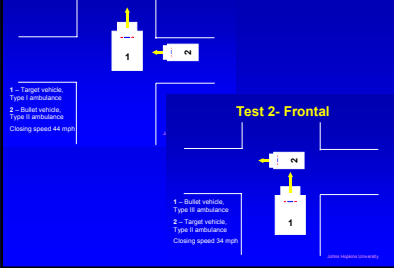 1
2
1 – Target vehicle,
Type I ambulance
2 – Bullet vehicle,
Type II ambulance
Closing speed 44 mph
Test 2- Frontal
2
1
1 – Bullet vehicle,
Type III ambulance
2 – Target vehicle,
Type II ambulance
Closing speed 34 mph
Johns Hopkins University